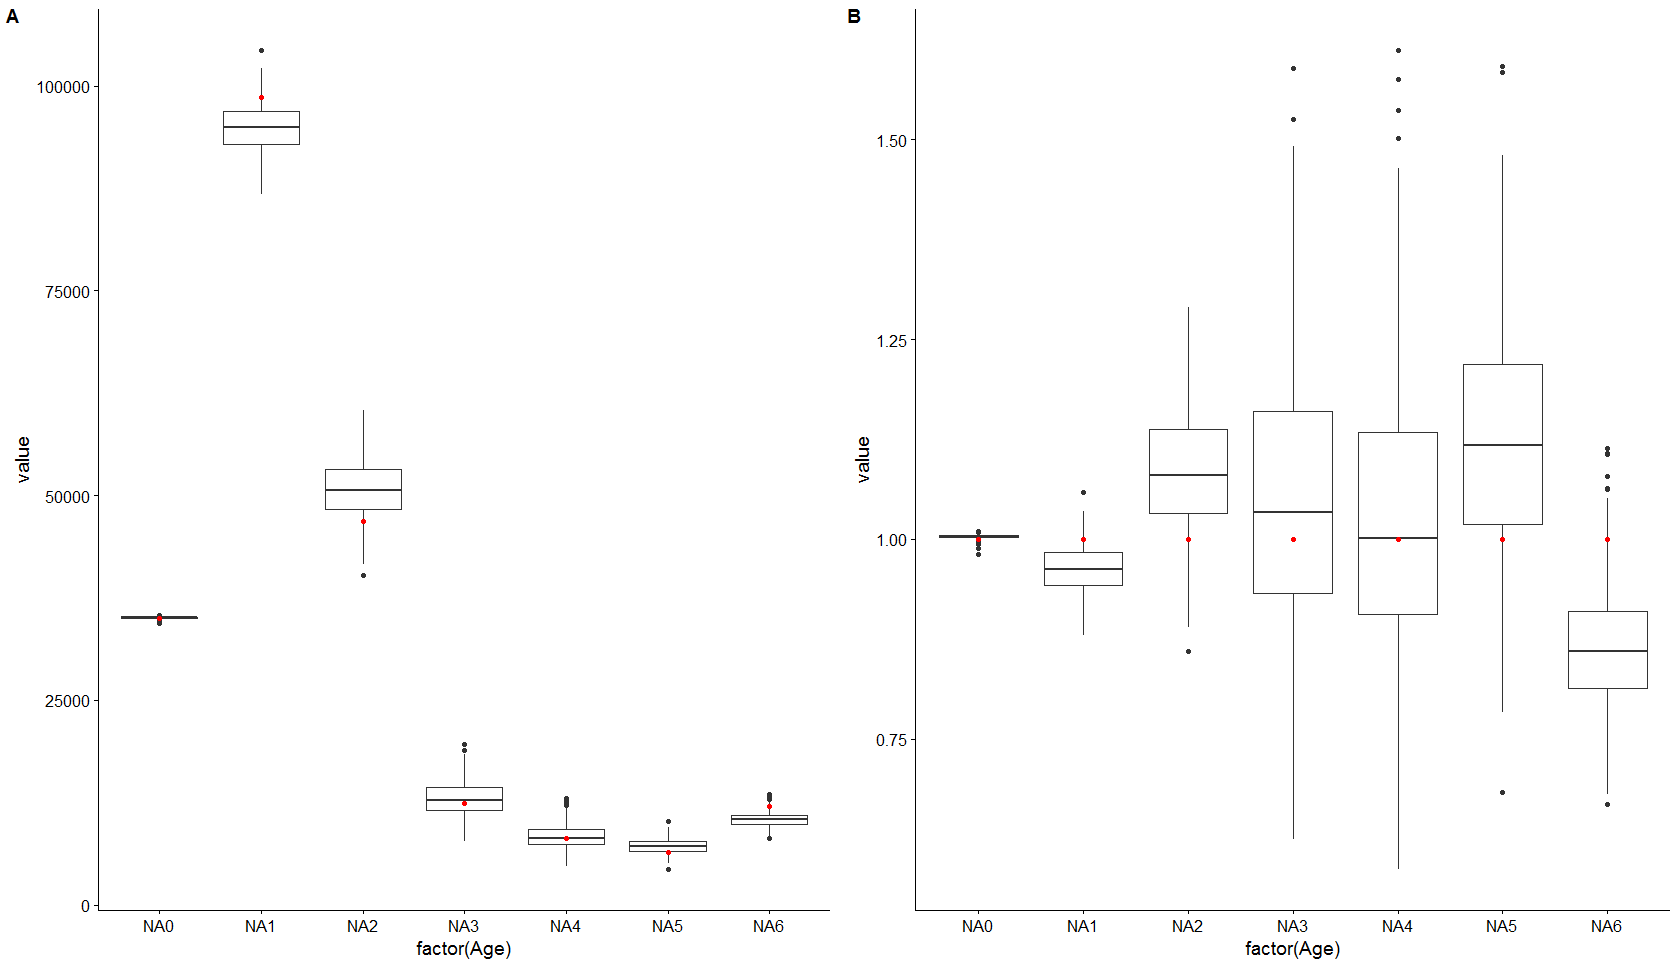 A
value
100000
75000
50000
25000
0
NA0 NA1 NA2 NA3 NA4 NA5 NA6
factor(Age)
B
value
1.50
1.25
1.00
0.75
NA0 NA1 NA2 NA3 NA4 NA5 NA6
factor(Age)